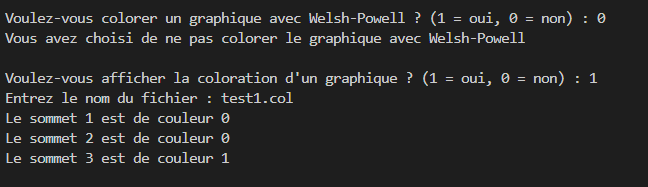 Voulez-vous colorer un graphique avec Welsh-Powell ? (1 = oui, 0 = non) : 0
Vous avez choisi de ne pas colorer le graphique avec Welsh-Powell
Voulez-vous afficher la coloration d'un graphique ? (1 = oui, 0 = non) : 1
Entrez le nom du fichier : test1.col
Le sommet 1 est de couleur 0
Le sommet 2 est de couleur 0
Le sommet 3 est de couleur 1